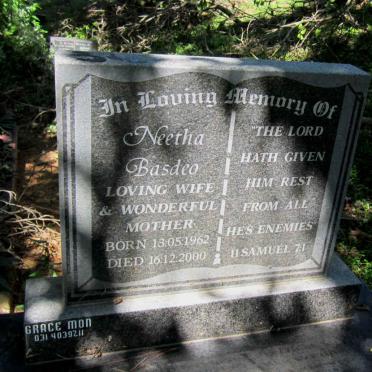 In Loving Memory Of
Neetha
Basdeo
LOVING WIFE
& WONDERFUL
MOTHER
BORN 13.05.1962
DIED 16.12.2000
"THE LORD
HATH GIVEN
HIM REST
FROM ALL
HES ENEMIES"
II SAMUEL 7:1
GRACE MON
031 4039211